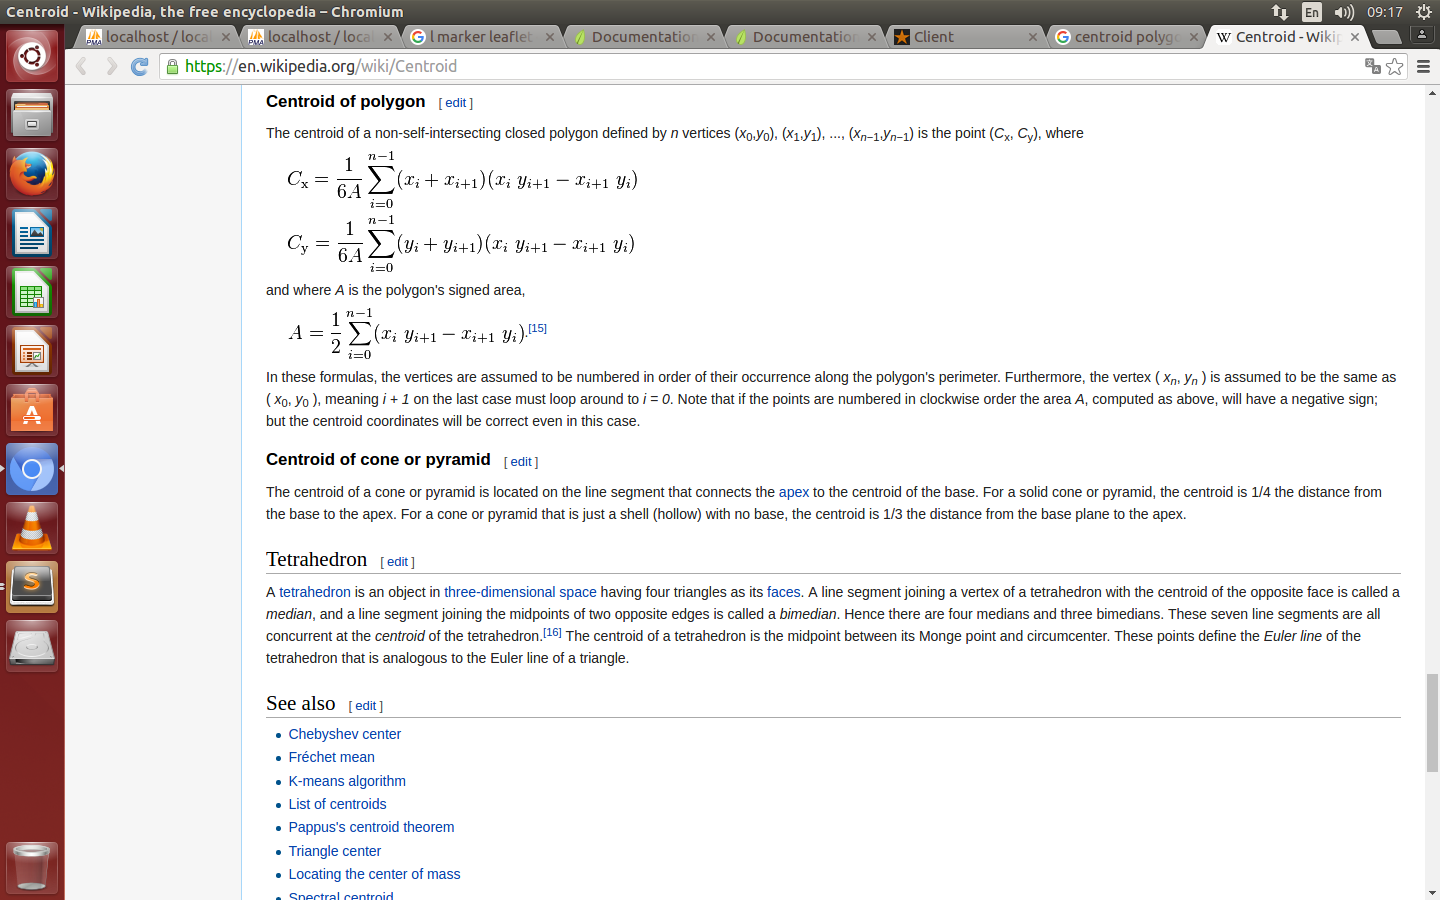 Centroid - Wikipedia, the free encyclopedia – Chromium
En
09:17
localhost / local
localhost / local
l marker leaflet
Documentation
Documentation
Client
centroid polygo
Centroid - Wikip
https://en.wikipedia.org/wiki/Centroid
Centroid of polygon [ edit ]
The centroid of a non-self-intersecting closed polygon defined by n vertices (x₀,y₀), (x₁,y₁), ..., (xₙ₋₁,yₙ₋₁) is the point (Cₓ, C_y), where
C_x = \frac{1}{6A} \sum_{i=0}^{n-1} (x_i + x_{i+1})(x_i y_{i+1} − x_{i+1} y_i)
C_y = \frac{1}{6A} \sum_{i=0}^{n-1} (y_i + y_{i+1})(x_i y_{i+1} − x_{i+1} y_i)
and where A is the polygon's signed area,
A = \frac{1}{2} \sum_{i=0}^{n-1} (x_i y_{i+1} − x_{i+1} y_i).[15]
In these formulas, the vertices are assumed to be numbered in order of their occurrence along the polygon's perimeter. Furthermore, the vertex ( xₙ, yₙ ) is assumed to be the same as
( x₀, y₀ ), meaning i + 1 on the last case must loop around to i = 0. Note that if the points are numbered in clockwise order the area A, computed as above, will have a negative sign;
but the centroid coordinates will be correct even in this case.
Centroid of cone or pyramid [ edit ]
The centroid of a cone or pyramid is located on the line segment that connects the apex to the centroid of the base. For a solid cone or pyramid, the centroid is 1/4 the distance from
the base to the apex. For a cone or pyramid that is just a shell (hollow) with no base, the centroid is 1/3 the distance from the base plane to the apex.
Tetrahedron [ edit ]
A tetrahedron is an object in three-dimensional space having four triangles as its faces. A line segment joining a vertex of a tetrahedron with the centroid of the opposite face is called a
median, and a line segment joining the midpoints of two opposite edges is called a bimedian. Hence there are four medians and three bimedians. These seven line segments are all
concurrent at the centroid of the tetrahedron.[16] The centroid of a tetrahedron is the midpoint between its Monge point and circumcenter. These points define the Euler line of the
tetrahedron that is analogous to the Euler line of a triangle.
See also [ edit ]
Chebyshev center
Fréchet mean
K-means algorithm
List of centroids
Pappus's centroid theorem
Triangle center
Locating the center of mass
Spectral centroid